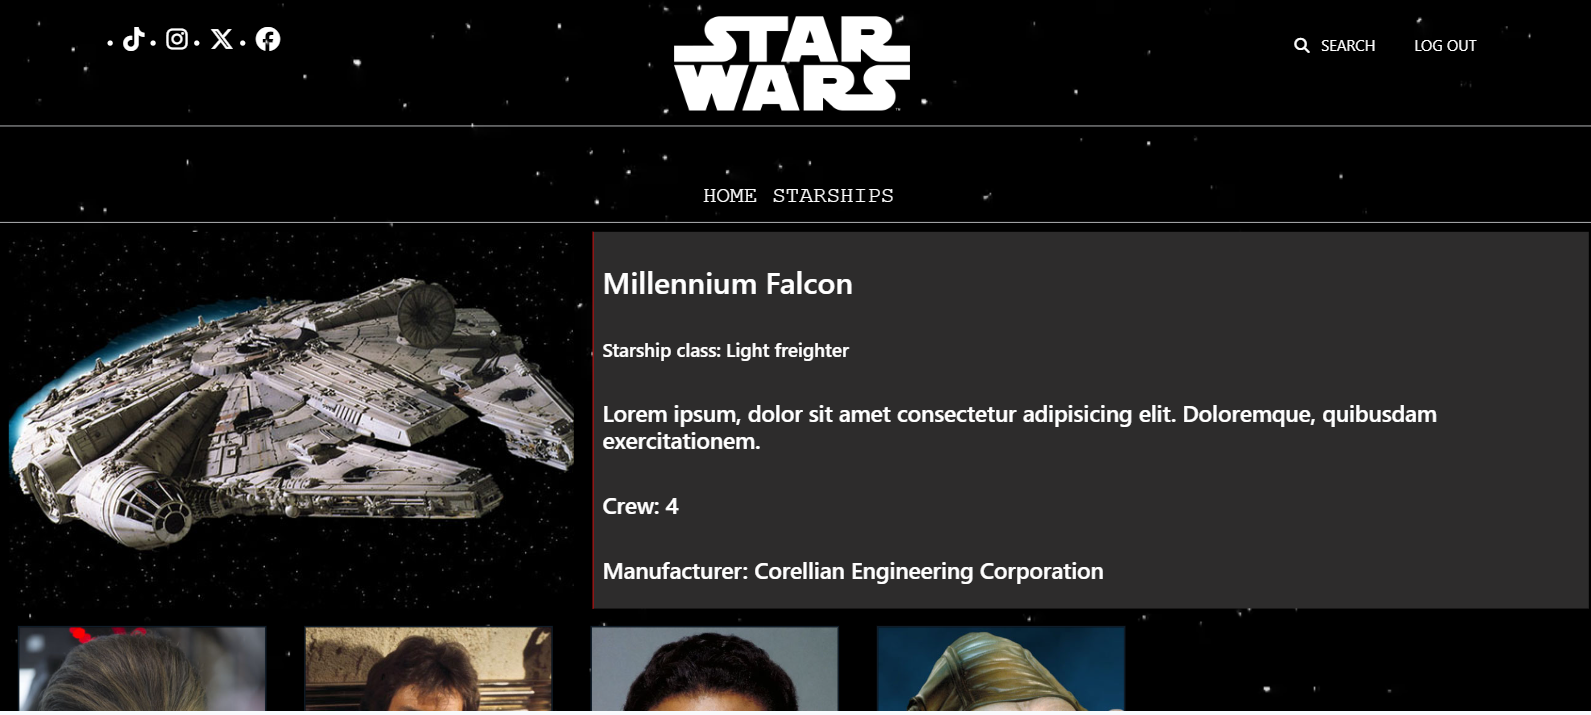 STAR
WARS
SEARCH
LOG OUT
HOME STARSHIPS
Millennium Falcon
Starship class: Light freighter
Lorem ipsum, dolor sit amet consectetur adipisicing elit. Doloremque, quibusdam
exercitationem.
Crew: 4
Manufacturer: Corellian Engineering Corporation